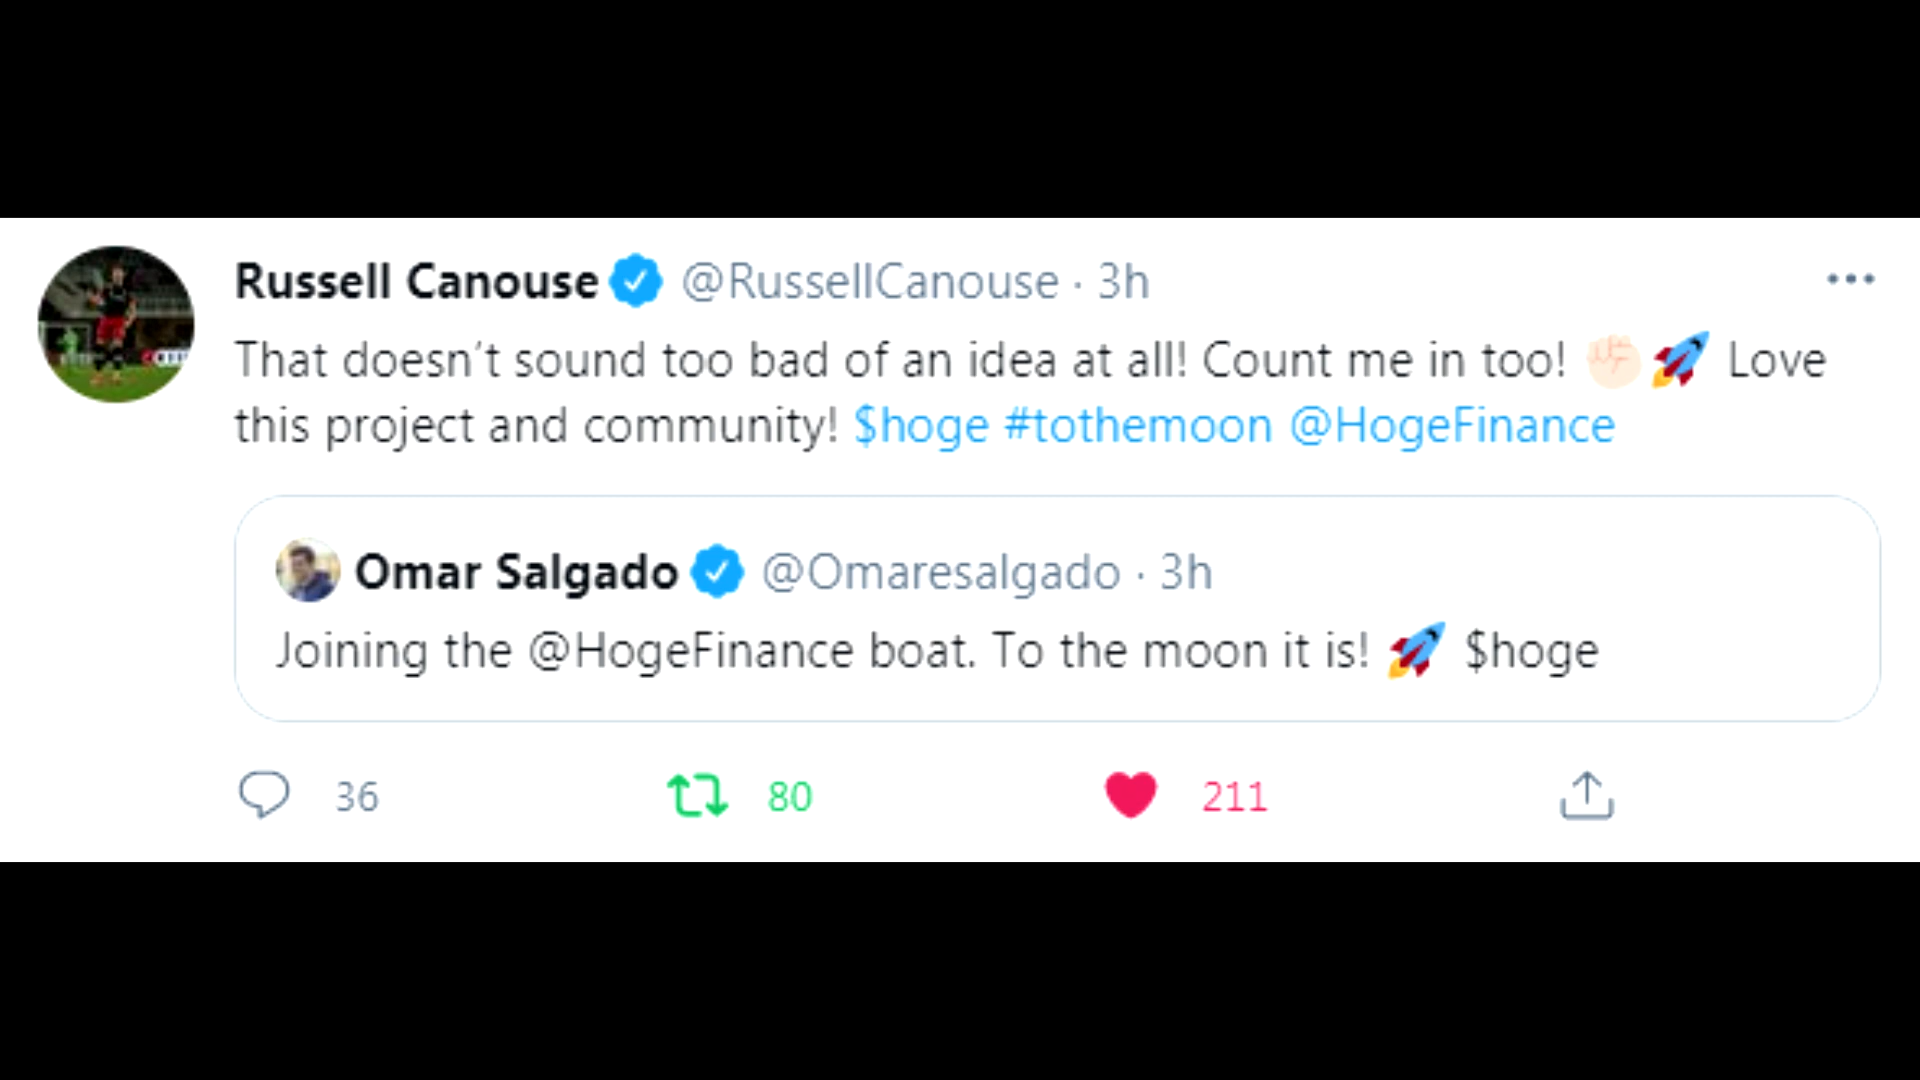 Russell Canouse @RussellCanouse · 3h
That doesn't sound too bad of an idea at all! Count me in too! ✊🏻🚀 Love
this project and community! $hoge #tothemoon @HogeFinance
Omar Salgado @Omaresalgado · 3h
Joining the @HogeFinance boat. To the moon it is! 🚀 $hoge
36 80 211